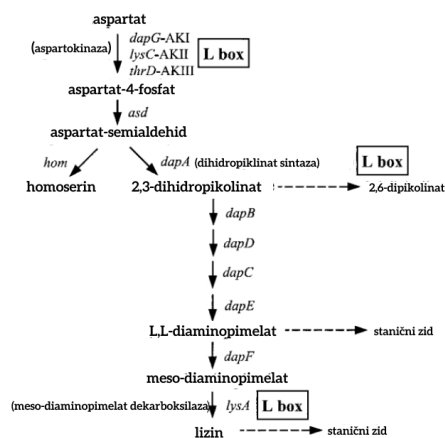 aspartat
(aspartokinaza) dapG-AKI
lysC-AKII L box
thrD-AKIII
aspartat-4-fosfat
asd
aspartat-semialdehid
hom dapA (dihidropiklinat sintaza) L box
homoserin 2,3-dihidropikolinat 2,6-dipikolinat
dapB
dapD
dapC
dapE
L,L-diaminopimelat stanični zid
dapF
meso-diaminopimelat
(meso-diaminopimelat dekarboksilaza) lysA L box
lizin stanični zid